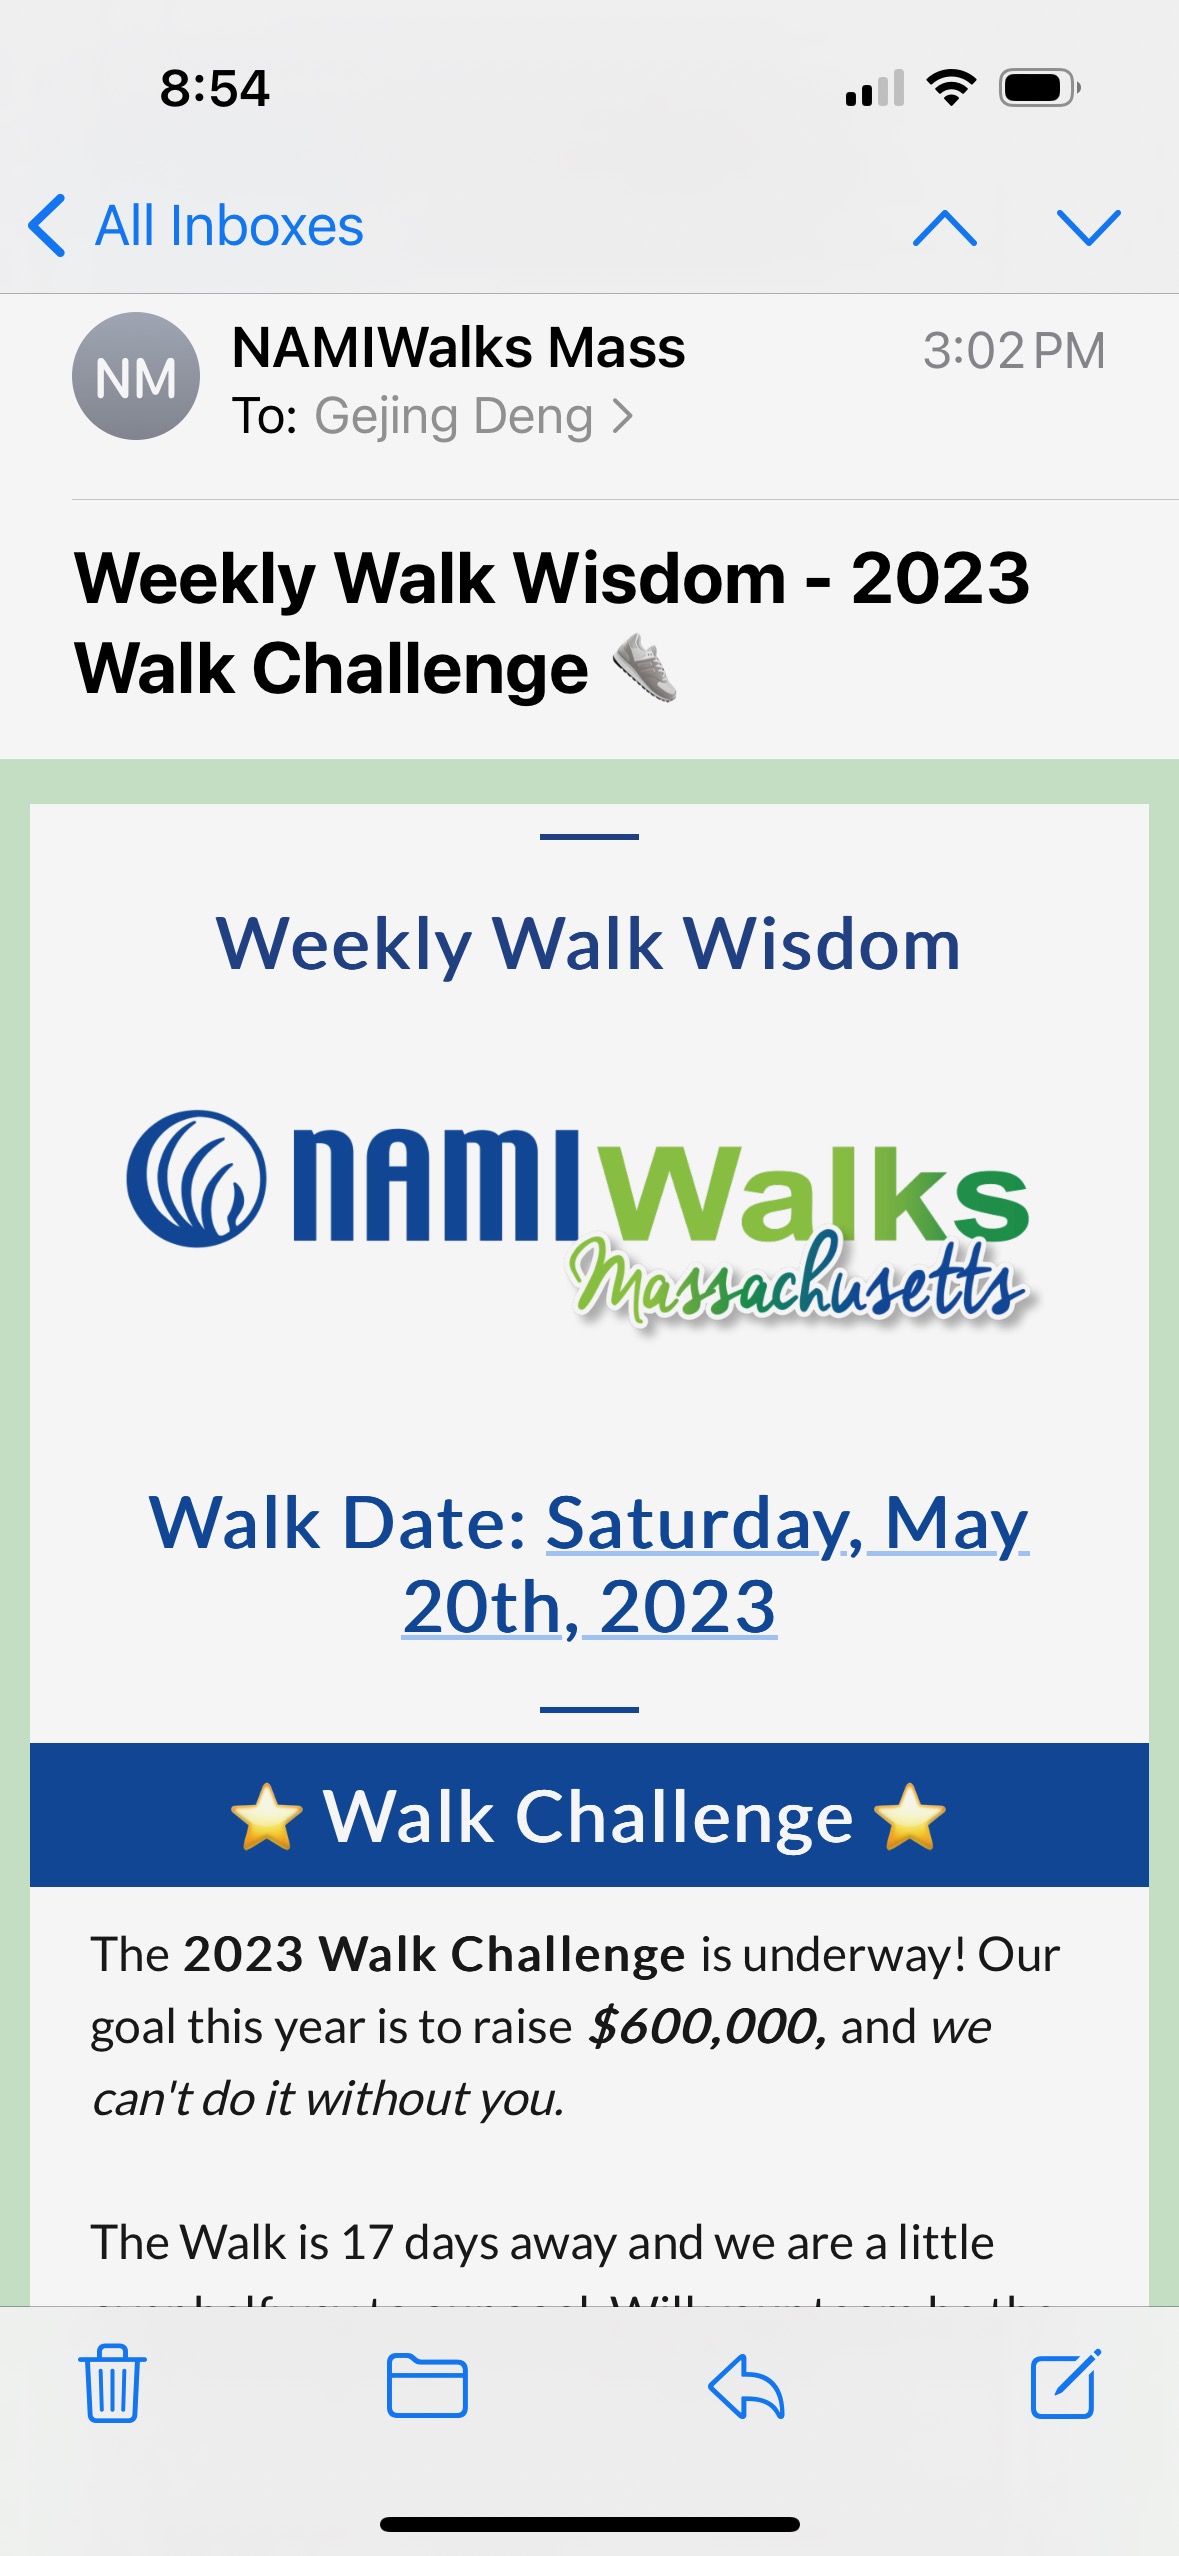 8:54
All Inboxes
NM
NAMIWalks Mass
3:02 PM
To: Gejing Deng
Weekly Walk Wisdom - 2023
Walk Challenge
Weekly Walk Wisdom
NAMIWalks
Massachusetts
Walk Date: Saturday, May
20th, 2023
Walk Challenge
The 2023 Walk Challenge is underway! Our
goal this year is to raise $600,000, and we
can't do it without you.
The Walk is 17 days away and we are a little